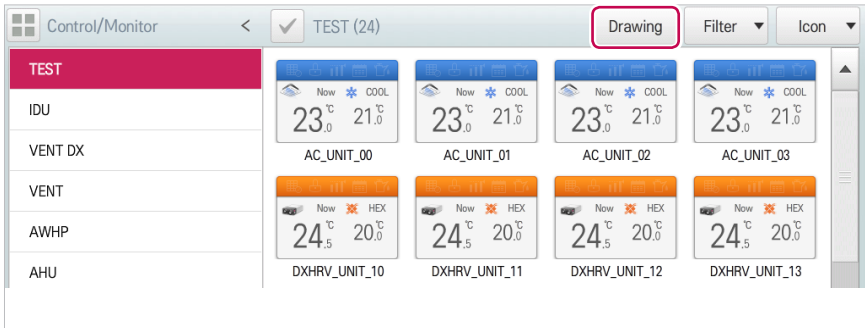 Control/Monitor < TEST (24) Drawing Filter ▼ Icon ▼
TEST
IDU
VENT DX
VENT
AWHP
AHU
Now COOL Now COOL Now COOL Now COOL
23.0℃ 21.0℃ 23.0℃ 21.0℃ 23.0℃ 21.0℃ 23.0℃ 21.0℃
AC_UNIT_00 AC_UNIT_01 AC_UNIT_02 AC_UNIT_03
Now HEX Now HEX Now HEX Now HEX
24.5℃ 20.0℃ 24.5℃ 20.0℃ 24.5℃ 20.0℃ 24.5℃ 20.0℃
DXHRV_UNIT_10 DXHRV_UNIT_11 DXHRV_UNIT_12 DXHRV_UNIT_13